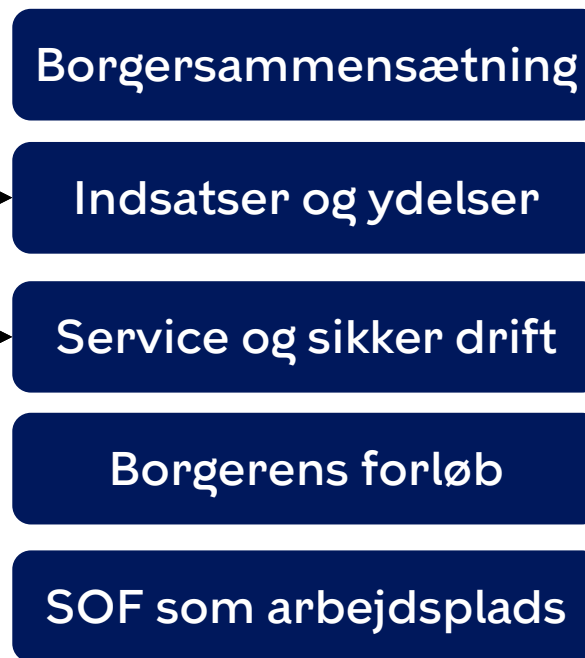 Borgersammensætning
Indsatser og ydelser
Service og sikker drift
Borgerens forløb
SOF som arbejdsplads